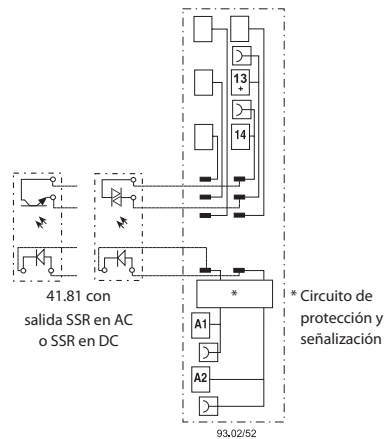 13
+
14
41.81 con
salida SSR en AC
o SSR en DC
*
* Circuito de
protección y
señalización
A1
A2
93.02/52